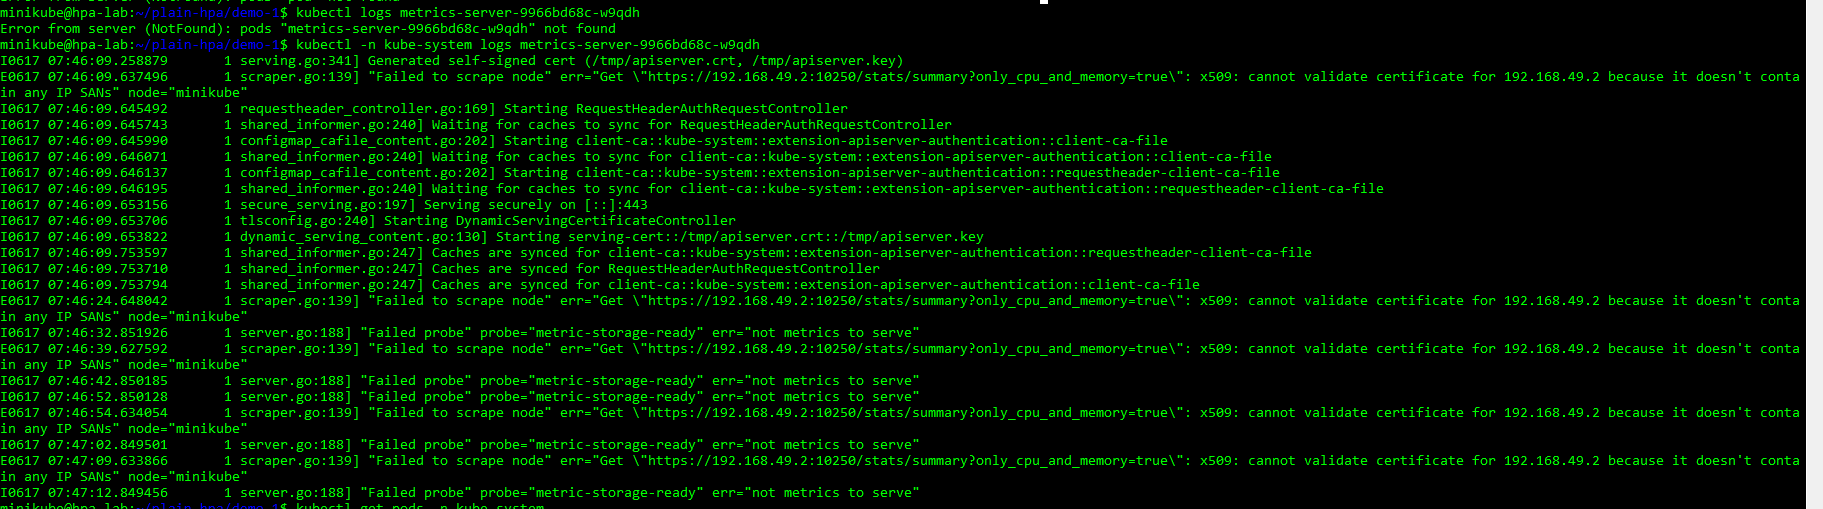 minikube@hpa-lab:~/plain-hpa/demo-1$ kubectl logs metrics-server-9966bd68c-w9qdh
Error from server (NotFound): pods "metrics-server-9966bd68c-w9qdh" not found
minikube@hpa-lab:~/plain-hpa/demo-1$ kubectl -n kube-system logs metrics-server-9966bd68c-w9qdh
I0617 07:46:09.258879       1 serving.go:341] Generated self-signed cert (/tmp/apiserver.crt, /tmp/apiserver.key)
E0617 07:46:09.637496       1 scraper.go:139] "Failed to scrape node" err="Get \"https://192.168.49.2:10250/stats/summary?only_cpu_and_memory=true\": x509: cannot validate certificate for 192.168.49.2 because it doesn't conta
in any IP SANs" node="minikube"
I0617 07:46:09.645492       1 requestheader_controller.go:169] Starting RequestHeaderAuthRequestController
I0617 07:46:09.645743       1 shared_informer.go:240] Waiting for caches to sync for RequestHeaderAuthRequestController
I0617 07:46:09.645990       1 configmap_cafile_content.go:202] Starting client-ca::kube-system::extension-apiserver-authentication::client-ca-file
I0617 07:46:09.646071       1 shared_informer.go:240] Waiting for caches to sync for client-ca::kube-system::extension-apiserver-authentication::client-ca-file
I0617 07:46:09.646137       1 configmap_cafile_content.go:202] Starting client-ca::kube-system::extension-apiserver-authentication::requestheader-client-ca-file
I0617 07:46:09.646195       1 shared_informer.go:240] Waiting for caches to sync for client-ca::kube-system::extension-apiserver-authentication::requestheader-client-ca-file
I0617 07:46:09.653156       1 secure_serving.go:197] Serving securely on [::]:443
I0617 07:46:09.653706       1 tlsconfig.go:240] Starting DynamicServingCertificateController
I0617 07:46:09.653822       1 dynamic_serving_content.go:130] Starting serving-cert::/tmp/apiserver.crt::/tmp/apiserver.key
I0617 07:46:09.753597       1 shared_informer.go:247] Caches are synced for client-ca::kube-system::extension-apiserver-authentication::requestheader-client-ca-file
I0617 07:46:09.753710       1 shared_informer.go:247] Caches are synced for RequestHeaderAuthRequestController
I0617 07:46:09.753794       1 shared_informer.go:247] Caches are synced for client-ca::kube-system::extension-apiserver-authentication::client-ca-file
E0617 07:46:24.648042       1 scraper.go:139] "Failed to scrape node" err="Get \"https://192.168.49.2:10250/stats/summary?only_cpu_and_memory=true\": x509: cannot validate certificate for 192.168.49.2 because it doesn't conta
in any IP SANs" node="minikube"
I0617 07:46:32.851926       1 server.go:188] "Failed probe" probe="metric-storage-ready" err="not metrics to serve"
E0617 07:46:39.627592       1 scraper.go:139] "Failed to scrape node" err="Get \"https://192.168.49.2:10250/stats/summary?only_cpu_and_memory=true\": x509: cannot validate certificate for 192.168.49.2 because it doesn't conta
in any IP SANs" node="minikube"
I0617 07:46:42.850185       1 server.go:188] "Failed probe" probe="metric-storage-ready" err="not metrics to serve"
I0617 07:46:52.850128       1 server.go:188] "Failed probe" probe="metric-storage-ready" err="not metrics to serve"
E0617 07:46:54.634054       1 scraper.go:139] "Failed to scrape node" err="Get \"https://192.168.49.2:10250/stats/summary?only_cpu_and_memory=true\": x509: cannot validate certificate for 192.168.49.2 because it doesn't conta
in any IP SANs" node="minikube"
I0617 07:47:02.849501       1 server.go:188] "Failed probe" probe="metric-storage-ready" err="not metrics to serve"
E0617 07:47:09.633866       1 scraper.go:139] "Failed to scrape node" err="Get \"https://192.168.49.2:10250/stats/summary?only_cpu_and_memory=true\": x509: cannot validate certificate for 192.168.49.2 because it doesn't conta
in any IP SANs" node="minikube"
I0617 07:47:12.849456       1 server.go:188] "Failed probe" probe="metric-storage-ready" err="not metrics to serve"
minikube@hpa-lab:~/plain-hpa/demo-1$ kubectl get pods -n kube-system